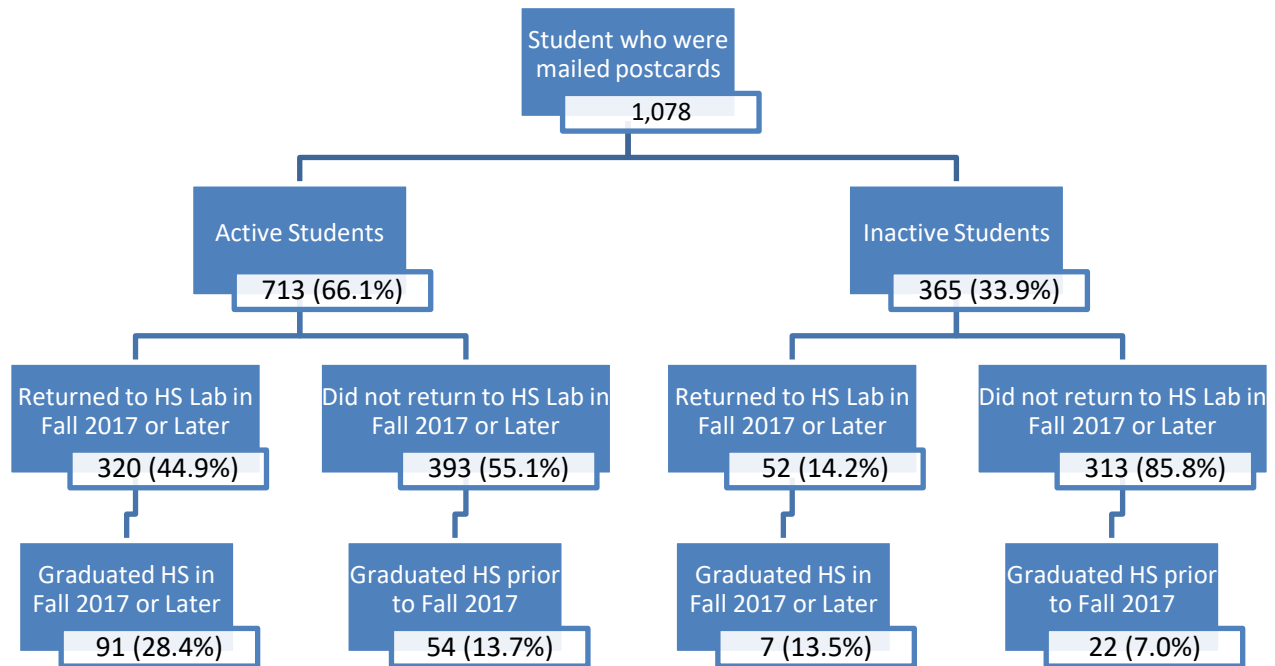 Student who were
mailed postcards
1,078
Active Students
713 (66.1%)
Inactive Students
365 (33.9%)
Returned to HS Lab in
Fall 2017 or Later
320 (44.9%)
Did not return to HS Lab in
Fall 2017 or Later
393 (55.1%)
Returned to HS Lab in
Fall 2017 or Later
52 (14.2%)
Did not return to HS Lab in
Fall 2017 or Later
313 (85.8%)
Graduated HS in
Fall 2017 or Later
91 (28.4%)
Graduated HS prior
to Fall 2017
54 (13.7%)
Graduated HS in
Fall 2017 or Later
7 (13.5%)
Graduated HS prior
to Fall 2017
22 (7.0%)